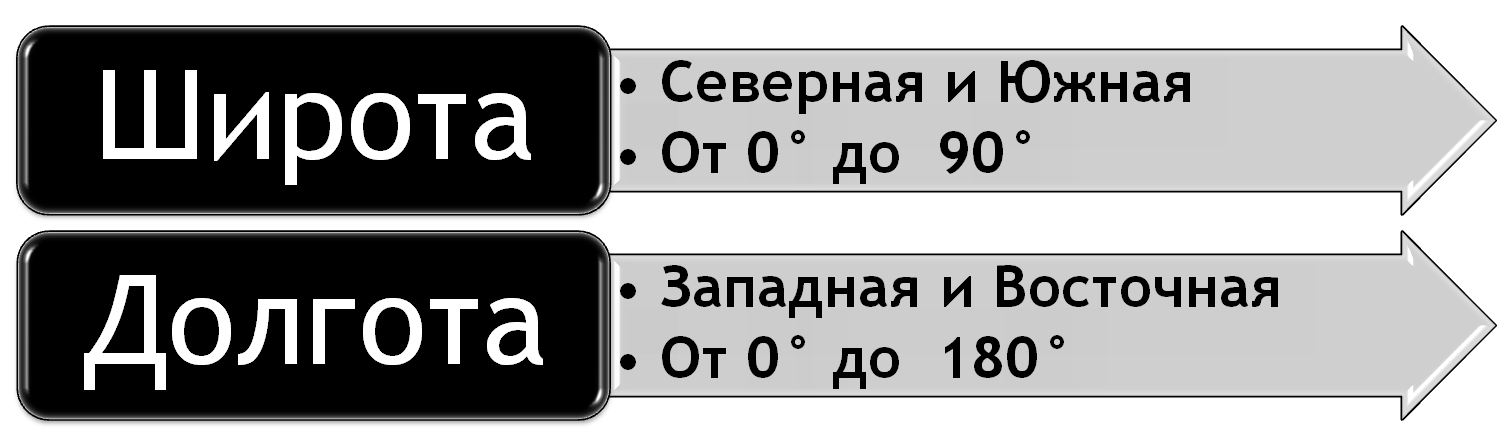 Широта
• Северная и Южная
• От 0° до 90°
Долгота
• Западная и Восточная
• От 0° до 180°